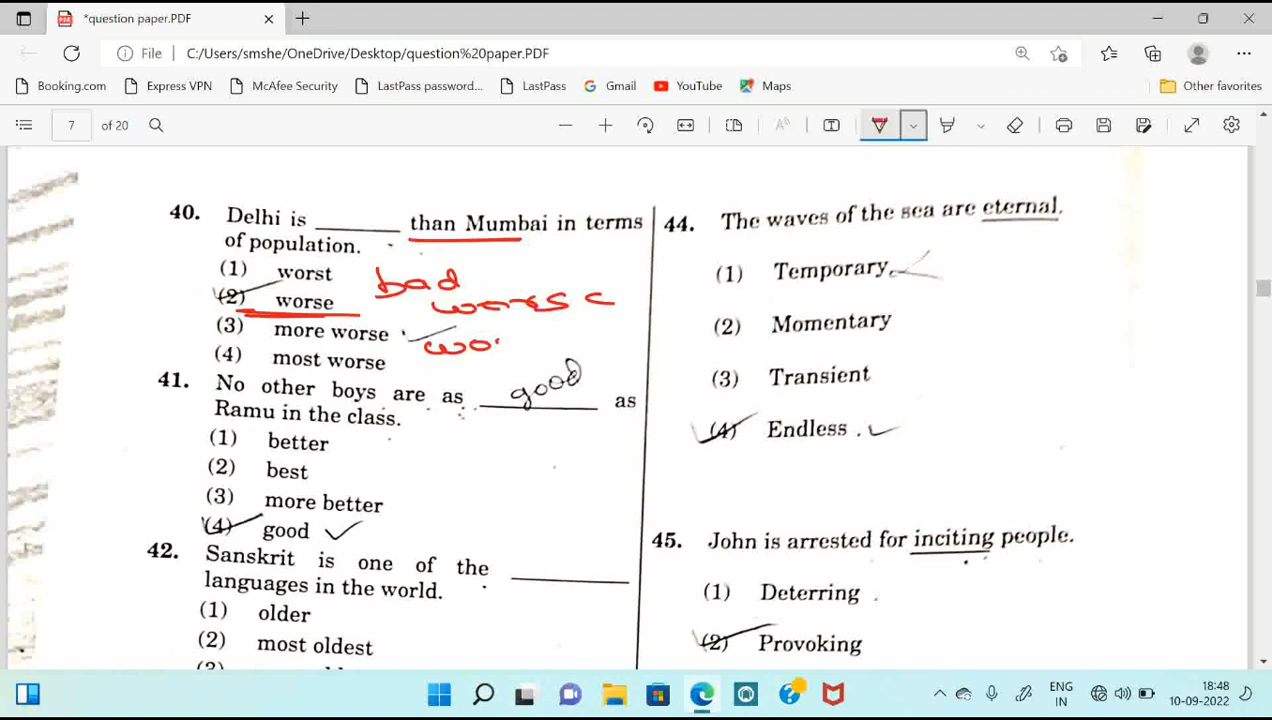 *question paper.PDF
File C:/Users/smshe/OneDrive/Desktop/question%20paper.PDF
Booking.com Express VPN McAfee Security LastPass password... LastPass Gmail YouTube Maps Other favorites
7 of 20
40. Delhi is ________ than Mumbai in terms
of population.
(1) worst
(2) worse
(3) more worse
(4) most worse
bad
worse
wo
41. No other boys are as ________ as
good
Ramu in the class.
(1) better
(2) best
(3) more better
(4) good
42. Sanskrit is one of the ________
languages in the world.
(1) older
(2) most oldest
44. The waves of the sea are eternal.
(1) Temporary
(2) Momentary
(3) Transient
(4) Endless
45. John is arrested for inciting people.
(1) Deterring
(2) Provoking
ENG
IN
18:48
10-09-2022